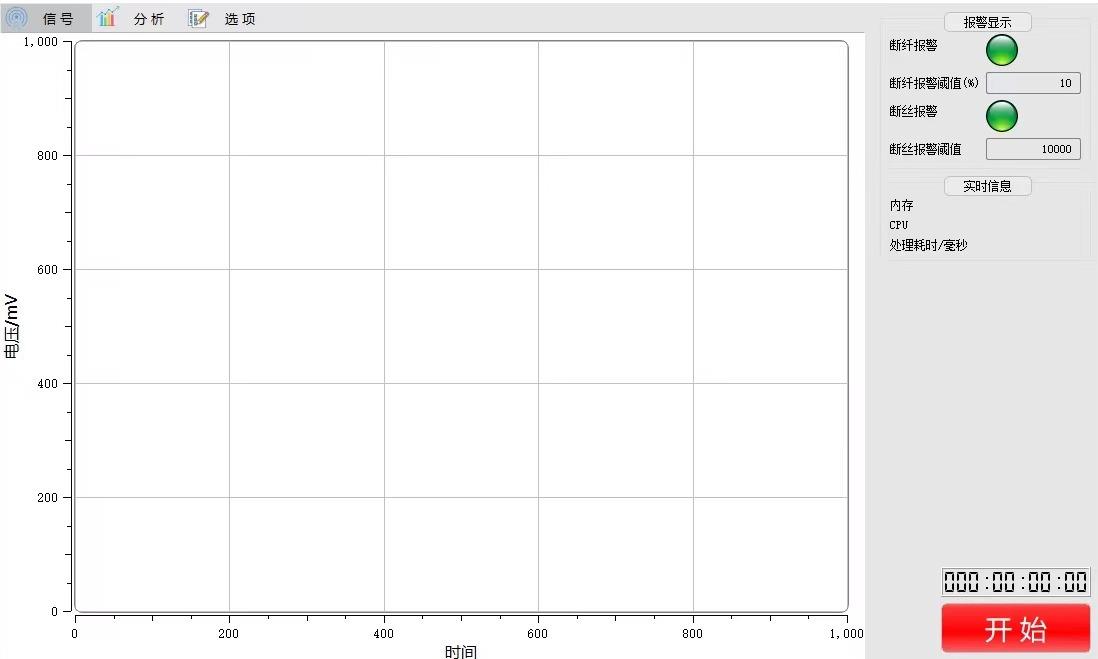 信号 分析 选项
1,000
800
600
400
200
0
电压/mV
0 200 400 600 800 1,000
时间
报警显示
断纤报警
断纤报警阈值(%) 10
断丝报警
断丝报警阈值 10000
实时信息
内存
CPU
处理耗时/毫秒
000:00:00:00
开始